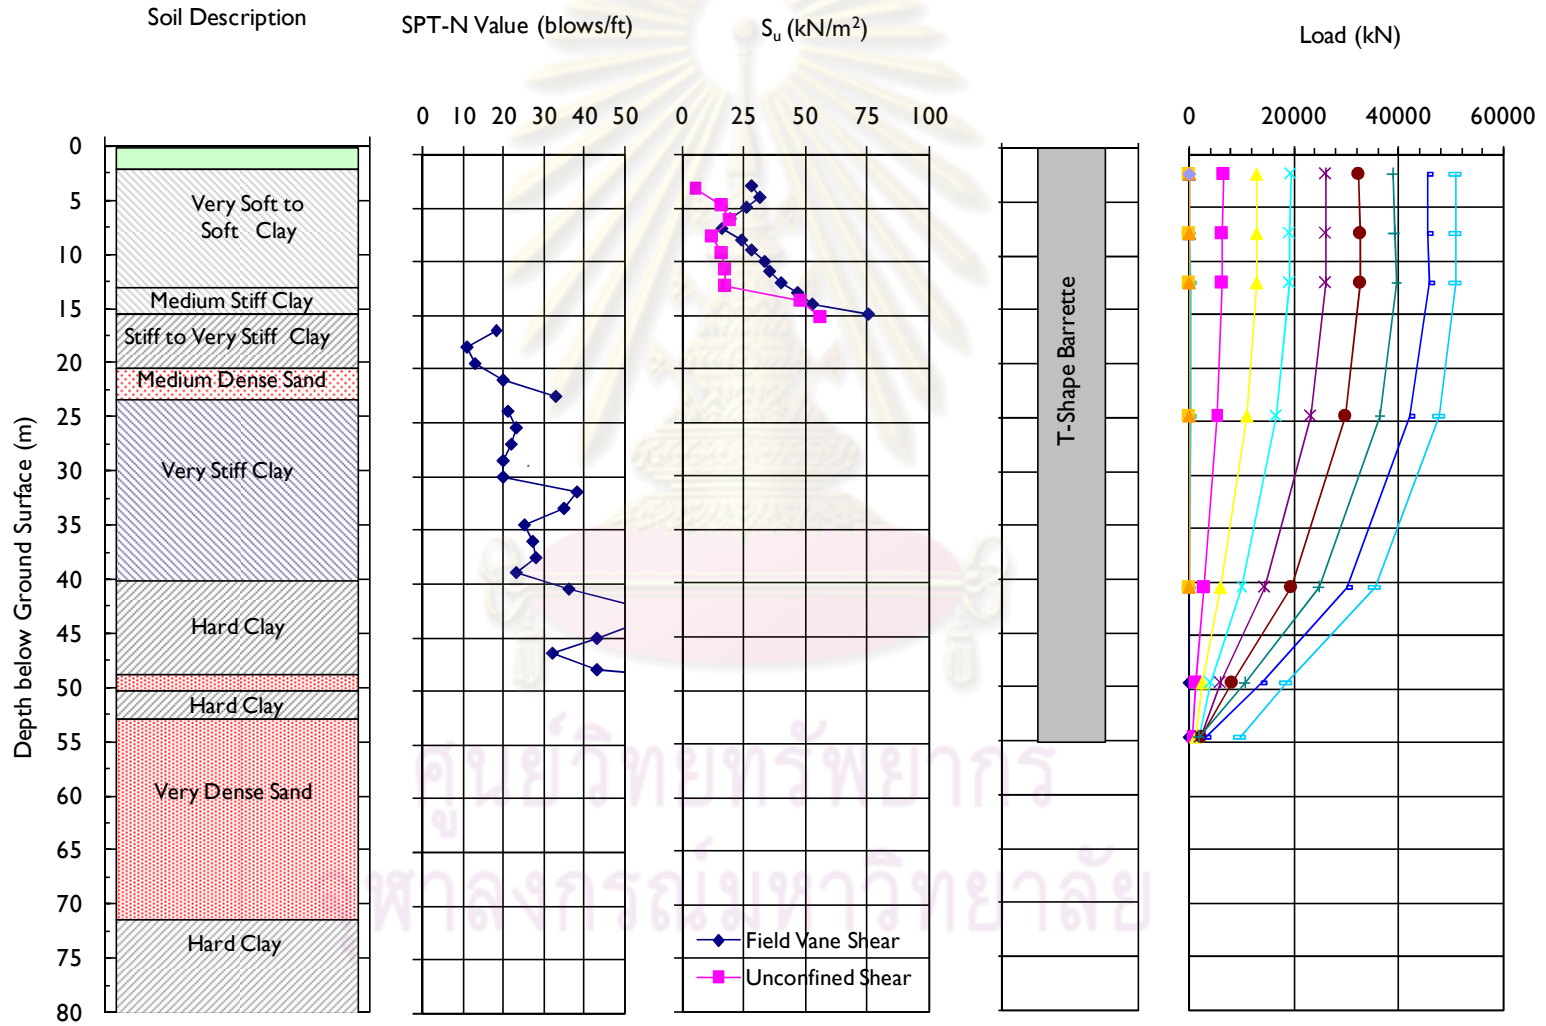 Soil Description
SPT-N Value (blows/ft)
Su (kN/m²)
Load (kN)
0 10 20 30 40 50
0 25 50 75 100
0 20000 40000 60000
Depth below Ground Surface (m)
0
5
10
15
20
25
30
35
40
45
50
55
60
65
70
75
80
Very Soft to
Soft Clay
Medium Stiff Clay
Stiff to Very Stiff Clay
Medium Dense Sand
Very Stiff Clay
Hard Clay
Hard Clay
Very Dense Sand
Hard Clay
T-Shape Barrette
Field Vane Shear
Unconfined Shear
ศูนย์วิทยทรัพยากร
จุฬาลงกรณ์มหาวิทยาลัย